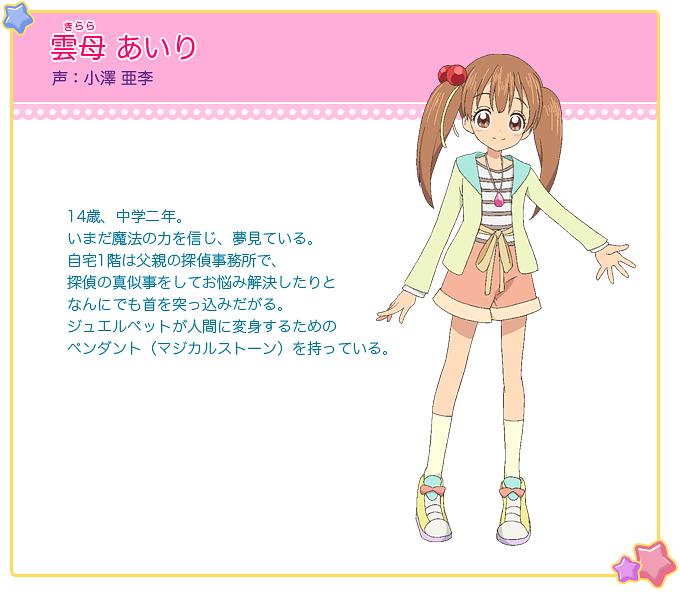 きらら
雲母 あいり
声：小澤 亜李
14歳、中学二年。
いまだ魔法の力を信じ、夢見ている。
自宅1階は父親の探偵事務所で、
探偵の真似事をしてお悩み解決したりと
なんにでも首を突っ込みだがる。
ジュエルペットが人間に変身するための
ペンダント（マジカルストーン）を持っている。